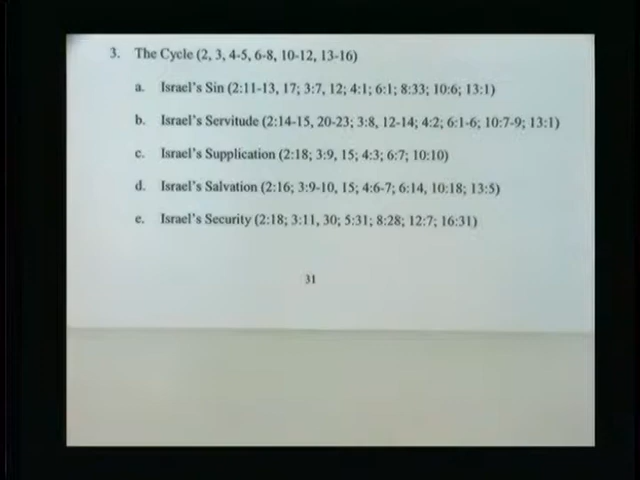 3. The Cycle (2, 3, 4-5, 6-8, 10-12, 13-16)
a. Israel's Sin (2:11-13, 17; 3:7, 12; 4:1; 6:1; 8:33; 10:6; 13:1)
b. Israel's Servitude (2:14-15, 20-23; 3:8, 12-14; 4:2; 6:1-6; 10:7-9; 13:1)
c. Israel's Supplication (2:18; 3:9, 15; 4:3; 6:7; 10:10)
d. Israel's Salvation (2:16; 3:9-10, 15; 4:6-7; 6:14, 10:18; 13:5)
e. Israel's Security (2:18; 3:11, 30; 5:31; 8:28; 12:7; 16:31)
31